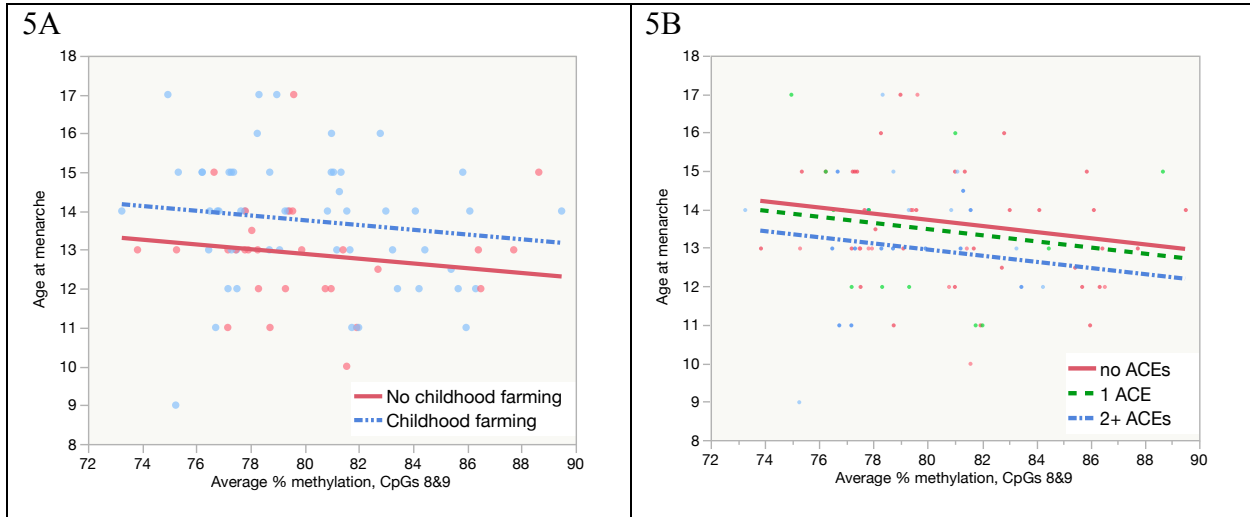 5A
18
17
16
15
14
13
12
11
10
9
8
Age at menarche
72 74 76 78 80 82 84 86 88 90
Average % methylation, CpGs 8&9
No childhood farming
Childhood farming
5B
18
17
16
15
14
13
12
11
10
9
8
Age at menarche
72 74 76 78 80 82 84 86 88 90
Average % methylation, CpGs 8&9
no ACEs
1 ACE
2+ ACEs